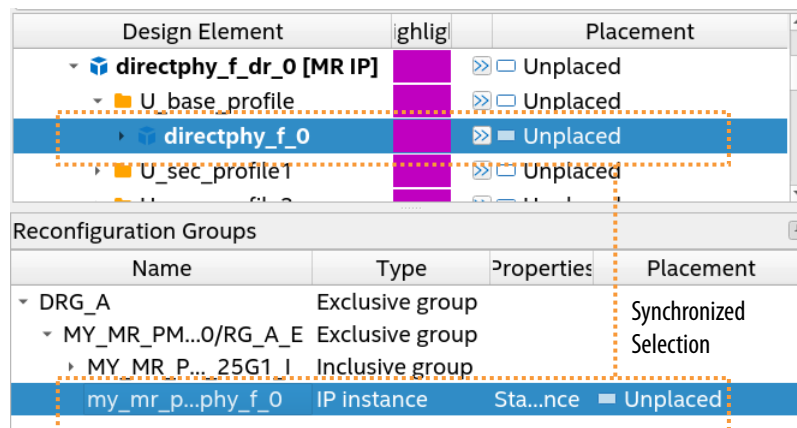 Design Element ighligl Placement
directphy_f_dr_0 [MR IP] Unplaced
U_base_profile Unplaced
directphy_f_0 Unplaced
U_sec_profile1 Unplaced
Reconfiguration Groups
Name Type Properties Placement
DRG_A Exclusive group
MY_MR_PM...0/RG_A_E Exclusive group
MY_MR_P..._25G1_I Inclusive group
my_mr_p...phy_f_0 IP instance Sta...nce Unplaced
Synchronized
Selection